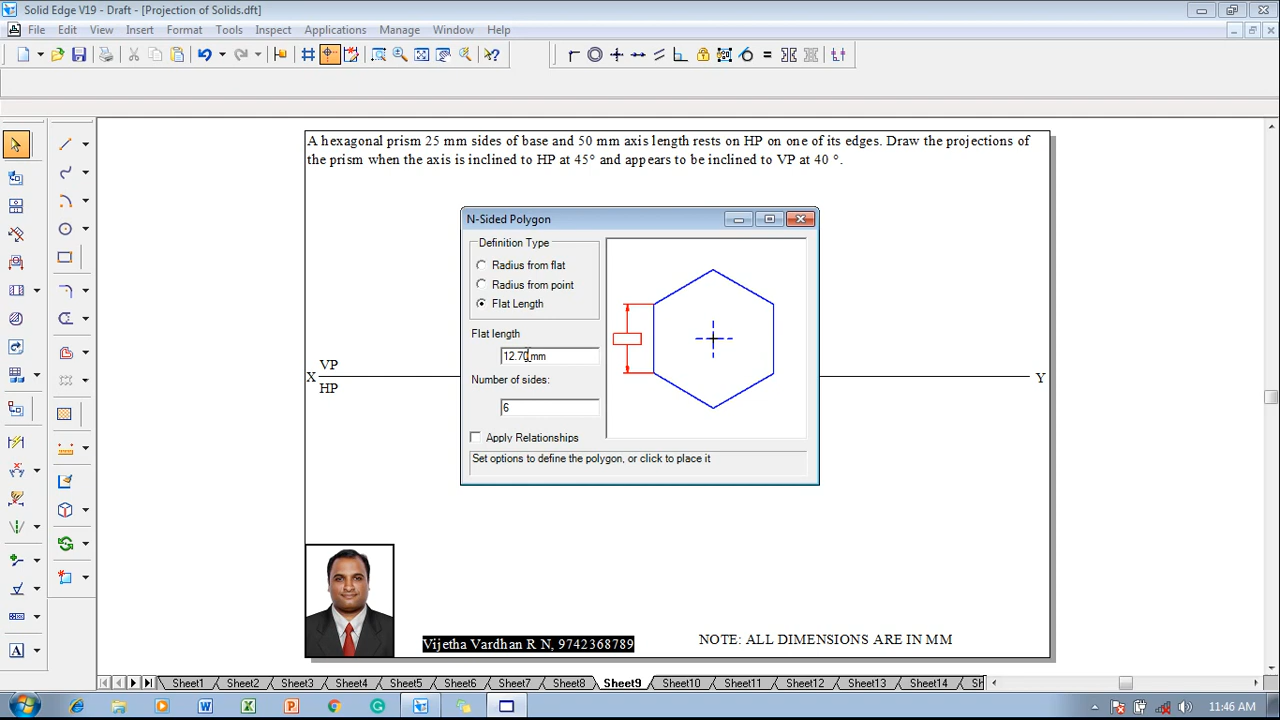 Solid Edge V19 - Draft - [Projection of Solids.dft]
File Edit View Insert Format Tools Inspect Applications Manage Window Help
A hexagonal prism 25 mm sides of base and 50 mm axis length rests on HP on one of its edges. Draw the projections of
the prism when the axis is inclined to HP at 45° and appears to be inclined to VP at 40 °.
N-Sided Polygon
Definition Type
Radius from flat
Radius from point
Flat Length
Flat length
12.70 mm
Number of sides:
6
Apply Relationships
Set options to define the polygon, or click to place it
VP
X
HP
Y
Vijetha Vardhan R N, 9742368789
NOTE: ALL DIMENSIONS ARE IN MM
Sheet1 Sheet2 Sheet3 Sheet4 Sheet5 Sheet6 Sheet7 Sheet8 Sheet9 Sheet10 Sheet11 Sheet12 Sheet13 Sheet14 Sl
11:46 AM